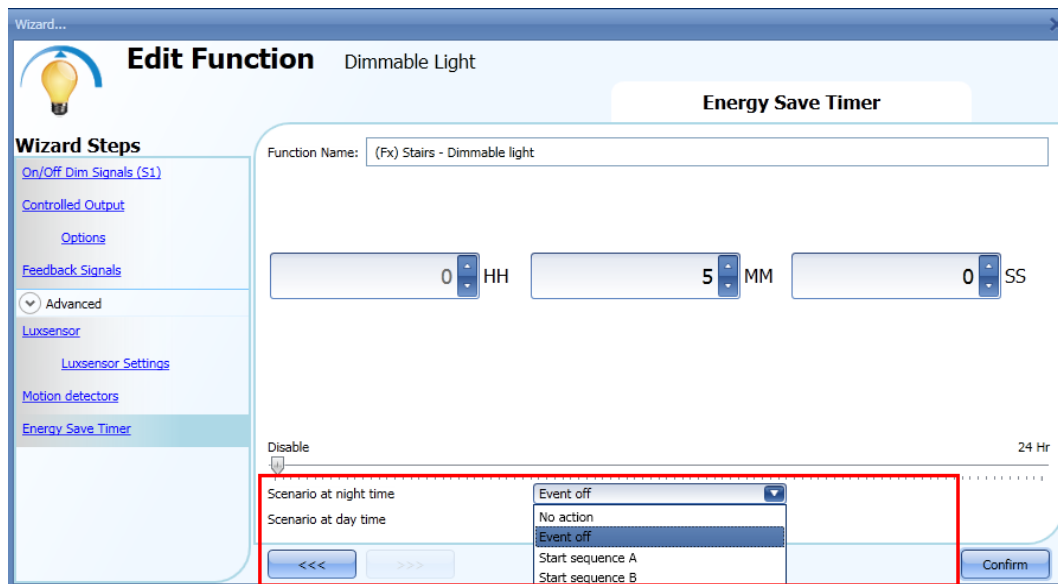 Wizard...
Edit Function Dimmable Light
Energy Save Timer
Wizard Steps
On/Off Dim Signals (S1)
Controlled Output
Options
Feedback Signals
Advanced
Luxsensor
Luxsensor Settings
Motion detectors
Energy Save Timer
Function Name: (Fx) Stairs - Dimmable light
0 HH 5 MM 0 SS
Disable 24 Hr
Scenario at night time Event off
Scenario at day time
No action
Event off
Start sequence A
Start sequence B
<<< >>> Confirm